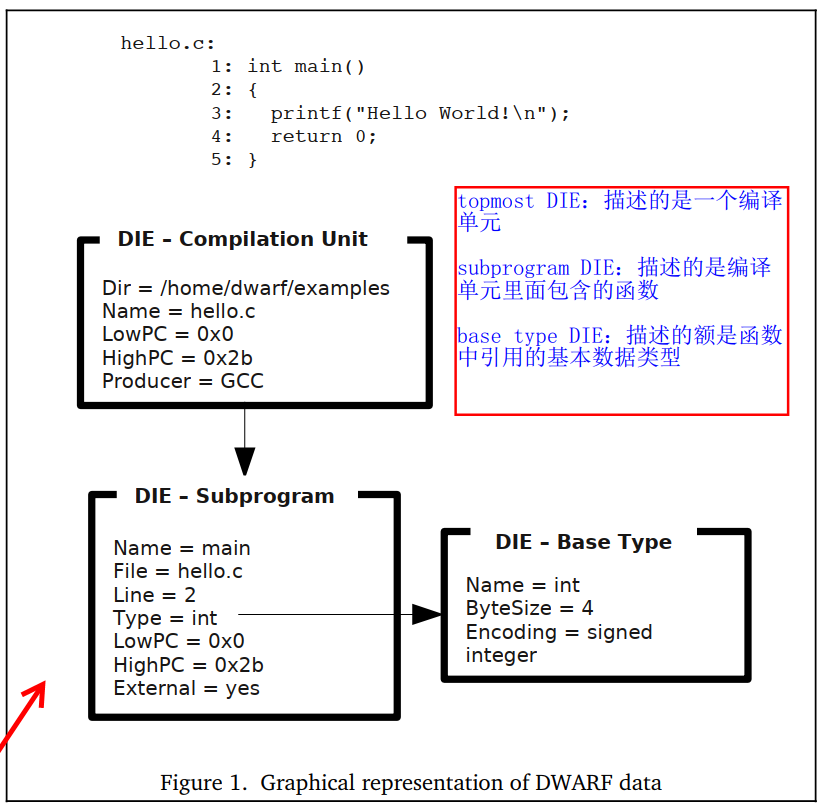 hello.c:
1: int main()
2: {
3: printf("Hello World!\n");
4: return 0;
5: }
topmost DIE：描述的是一个编译
单元
subprogram DIE：描述的是编译
单元里面包含的函数
base type DIE：描述的额是函数
中引用的基本数据类型
DIE – Compilation Unit
Dir = /home/dwarf/examples
Name = hello.c
LowPC = 0x0
HighPC = 0x2b
Producer = GCC
DIE – Subprogram
Name = main
File = hello.c
Line = 2
Type = int
LowPC = 0x0
HighPC = 0x2b
External = yes
DIE – Base Type
Name = int
ByteSize = 4
Encoding = signed
integer
Figure 1. Graphical representation of DWARF data